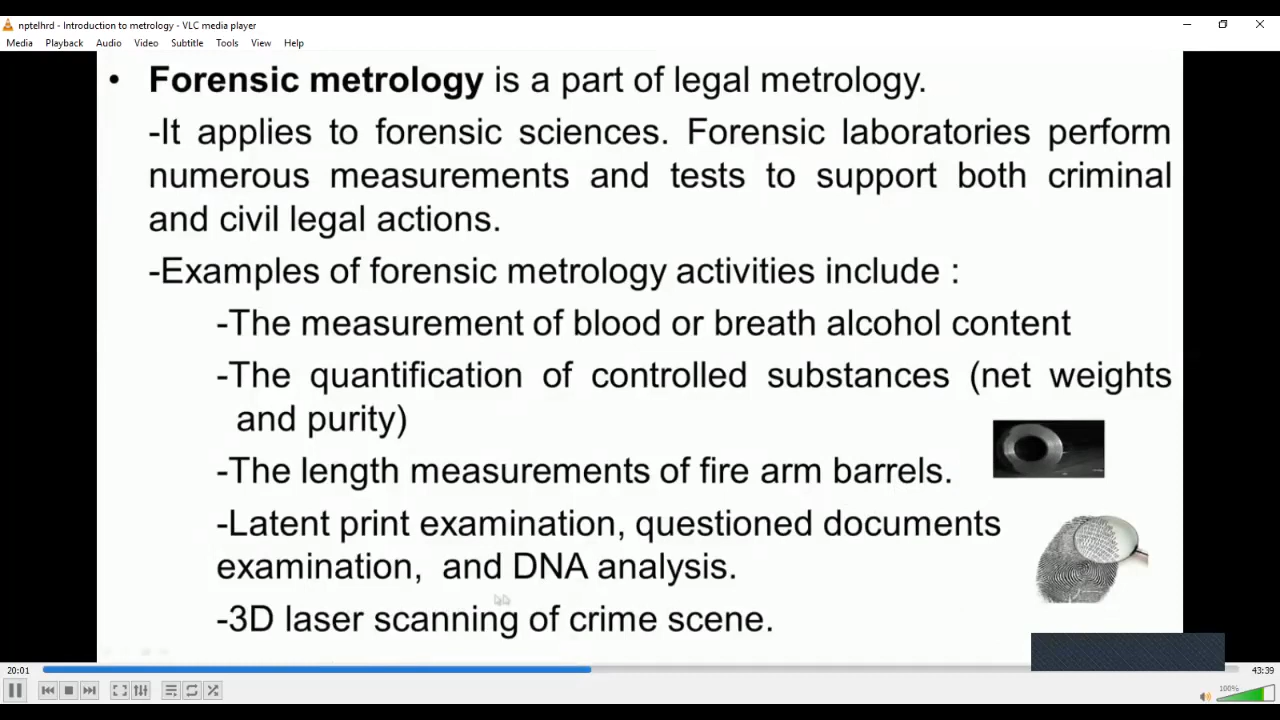 nptelhrd - Introduction to metrology - VLC media player
Media Playback Audio Video Subtitle Tools View Help
• Forensic metrology is a part of legal metrology.
-It applies to forensic sciences. Forensic laboratories perform
numerous measurements and tests to support both criminal
and civil legal actions.
-Examples of forensic metrology activities include :
-The measurement of blood or breath alcohol content
-The quantification of controlled substances (net weights
and purity)
-The length measurements of fire arm barrels.
-Latent print examination, questioned documents
examination, and DNA analysis.
-3D laser scanning of crime scene.
20:01 43:39
100%